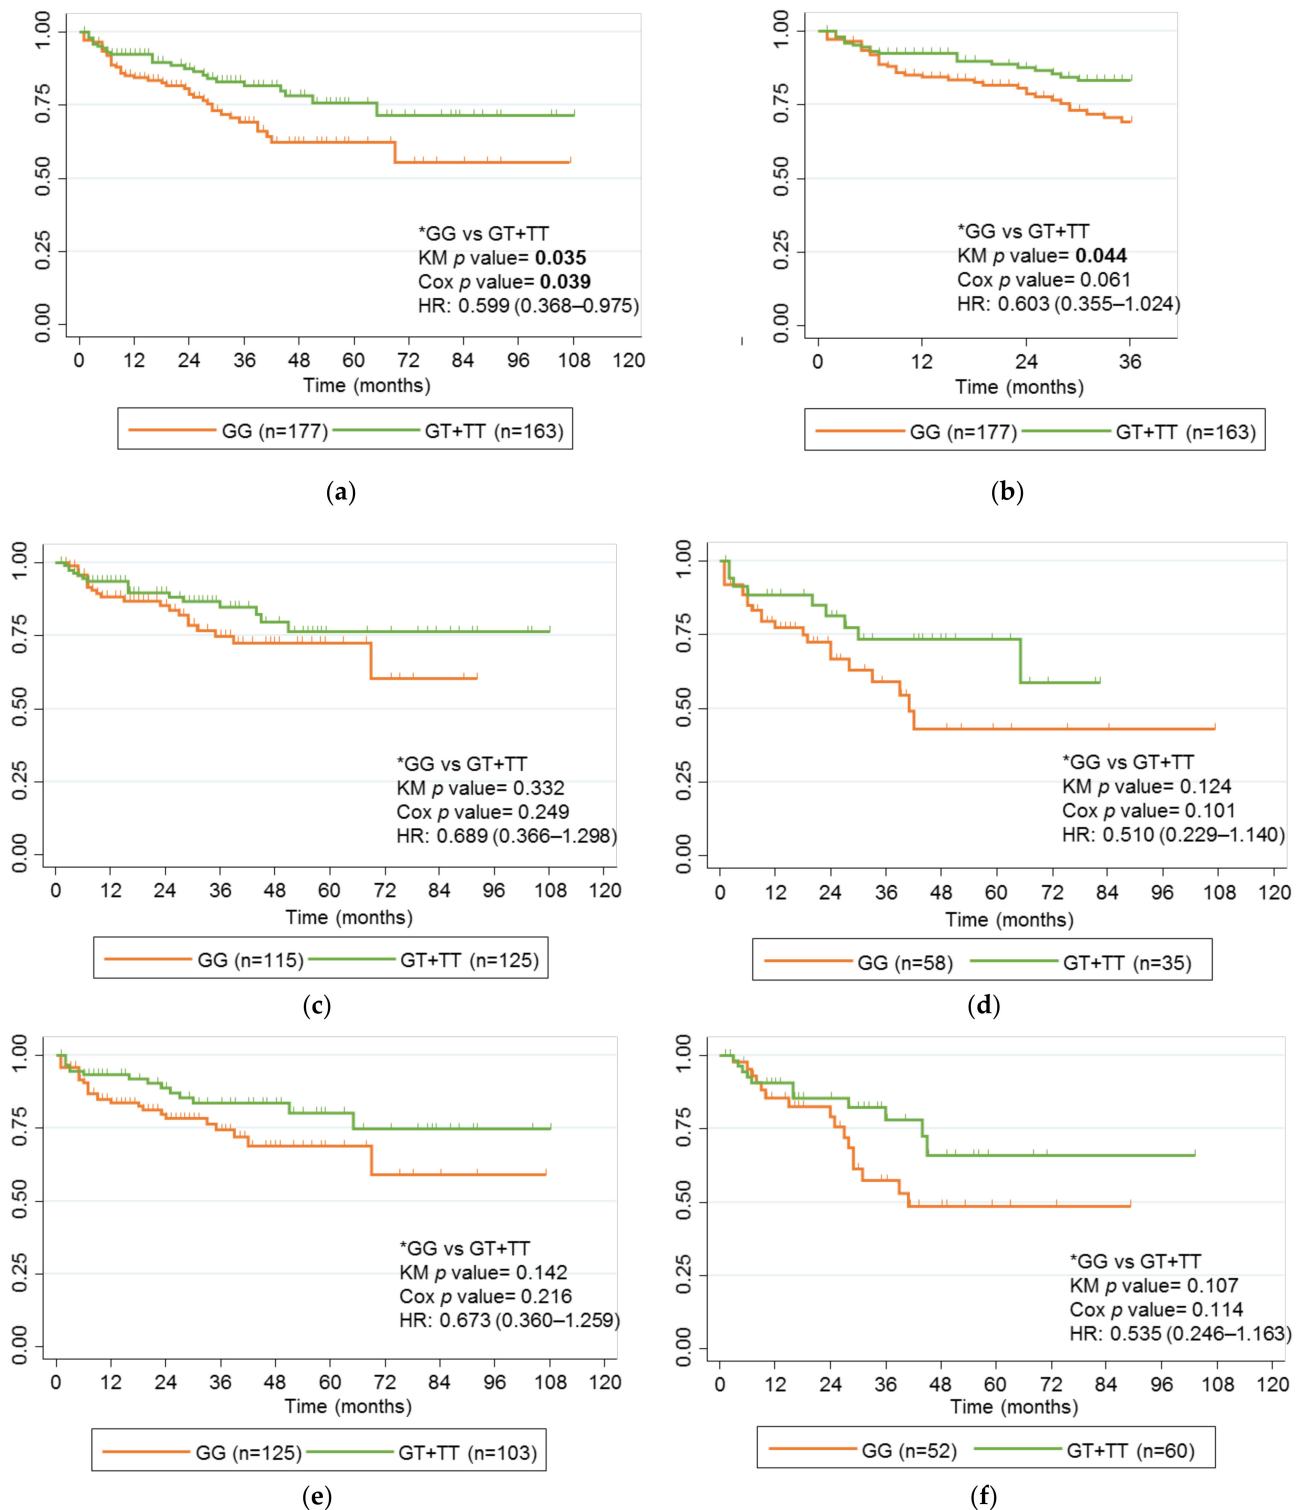 1.00
0.75
0.50
0.25
0.00
*GG vs GT+TT
KM p value= 0.035
Cox p value= 0.039
HR: 0.599 (0.368–0.975)
0 12 24 36 48 60 72 84 96 108 120
Time (months)
GG (n=177) GT+TT (n=163)
(a)
1.00
0.75
0.50
0.25
0.00
*GG vs GT+TT
KM p value= 0.044
Cox p value= 0.061
HR: 0.603 (0.355–1.024)
0 12 24 36
Time (months)
GG (n=177) GT+TT (n=163)
(b)
1.00
0.75
0.50
0.25
0.00
*GG vs GT+TT
KM p value= 0.332
Cox p value= 0.249
HR: 0.689 (0.366–1.298)
0 12 24 36 48 60 72 84 96 108 120
Time (months)
GG (n=115) GT+TT (n=125)
(c)
1.00
0.75
0.50
0.25
0.00
*GG vs GT+TT
KM p value= 0.124
Cox p value= 0.101
HR: 0.510 (0.229–1.140)
0 12 24 36 48 60 72 84 96 108 120
Time (months)
GG (n=58) GT+TT (n=35)
(d)
1.00
0.75
0.50
0.25
0.00
*GG vs GT+TT
KM p value= 0.142
Cox p value= 0.216
HR: 0.673 (0.360–1.259)
0 12 24 36 48 60 72 84 96 108 120
Time (months)
GG (n=125) GT+TT (n=103)
(e)
1.00
0.75
0.50
0.25
0.00
*GG vs GT+TT
KM p value= 0.107
Cox p value= 0.114
HR: 0.535 (0.246–1.163)
0 12 24 36 48 60 72 84 96 108 120
Time (months)
GG (n=52) GT+TT (n=60)
(f)